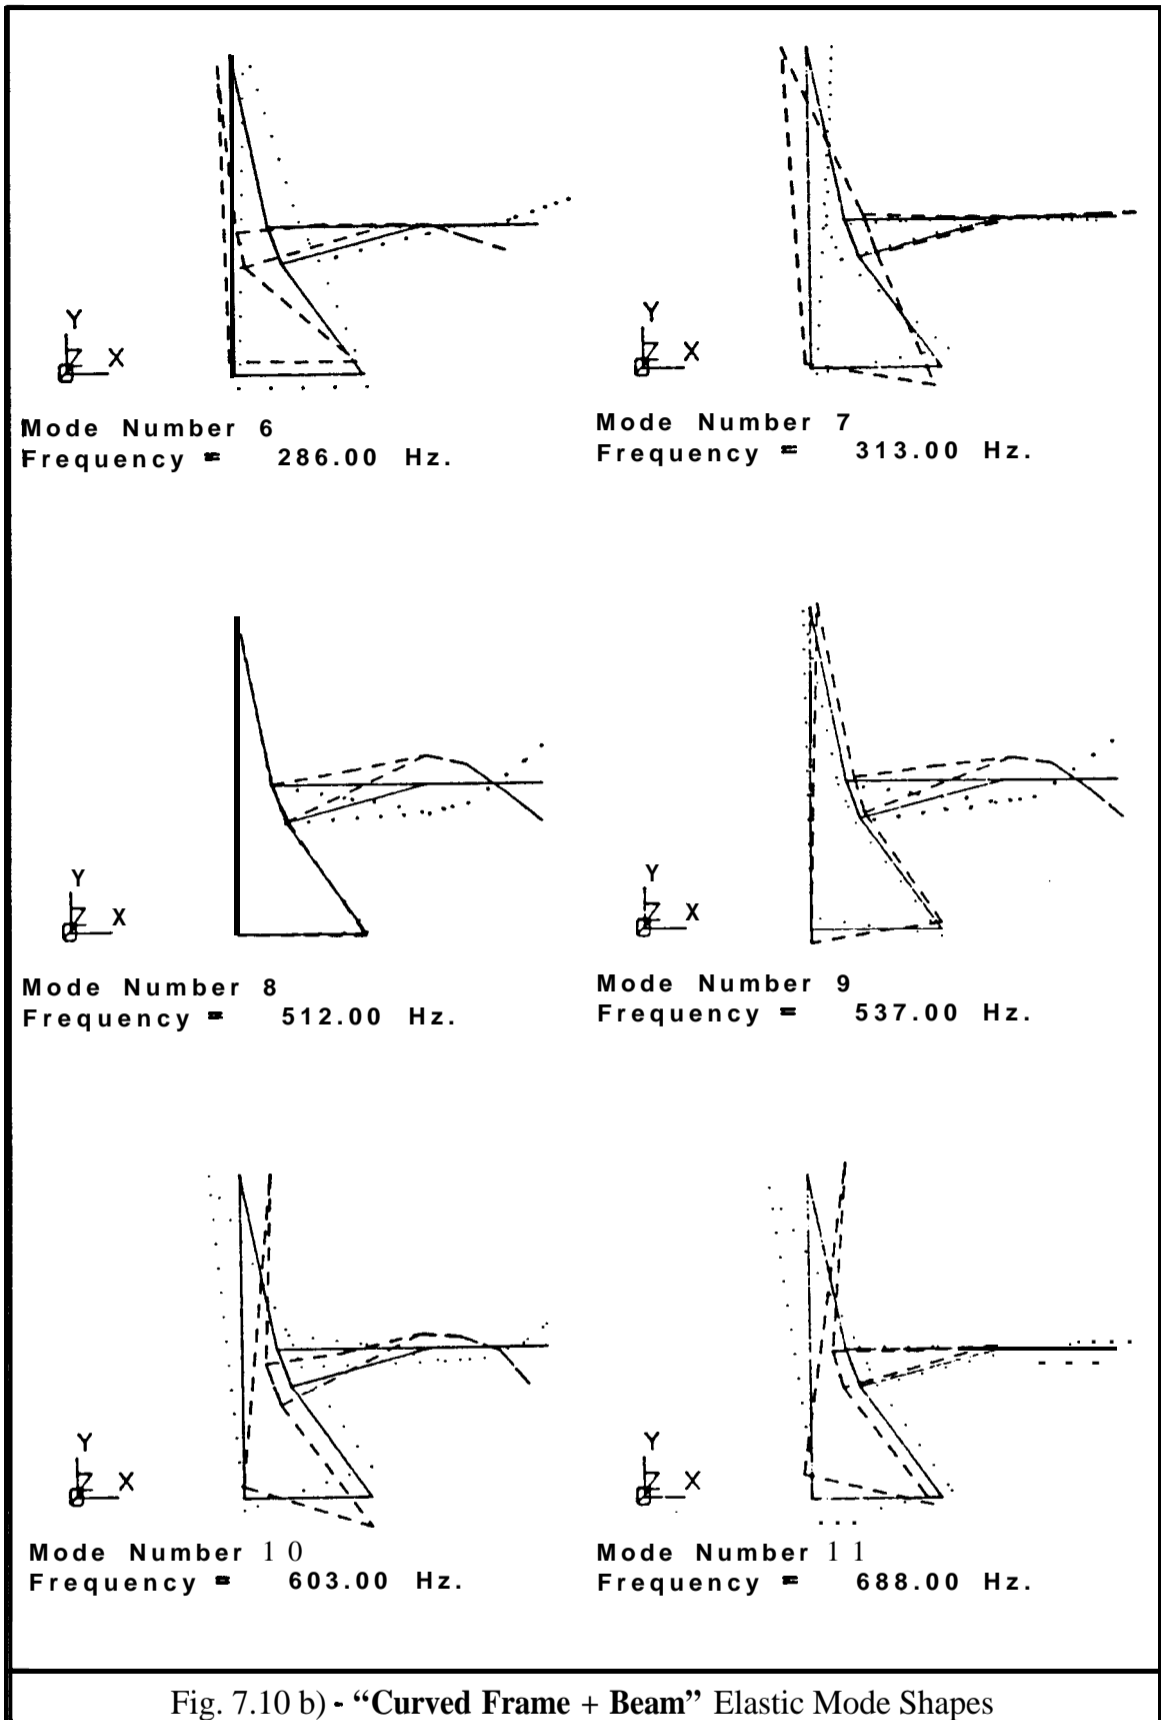 Y
Z X
Mode Number 6
Frequency = 286.00 Hz.
Y
Z X
Mode Number 7
Frequency = 313.00 Hz.
Y
Z X
Mode Number 8
Frequency = 512.00 Hz.
Y
Z X
Mode Number 9
Frequency = 537.00 Hz.
Y
Z X
Mode Number 10
Frequency = 603.00 Hz.
Y
Z X
Mode Number 11
Frequency = 688.00 Hz.
Fig. 7.10 b) - “Curved Frame + Beam” Elastic Mode Shapes